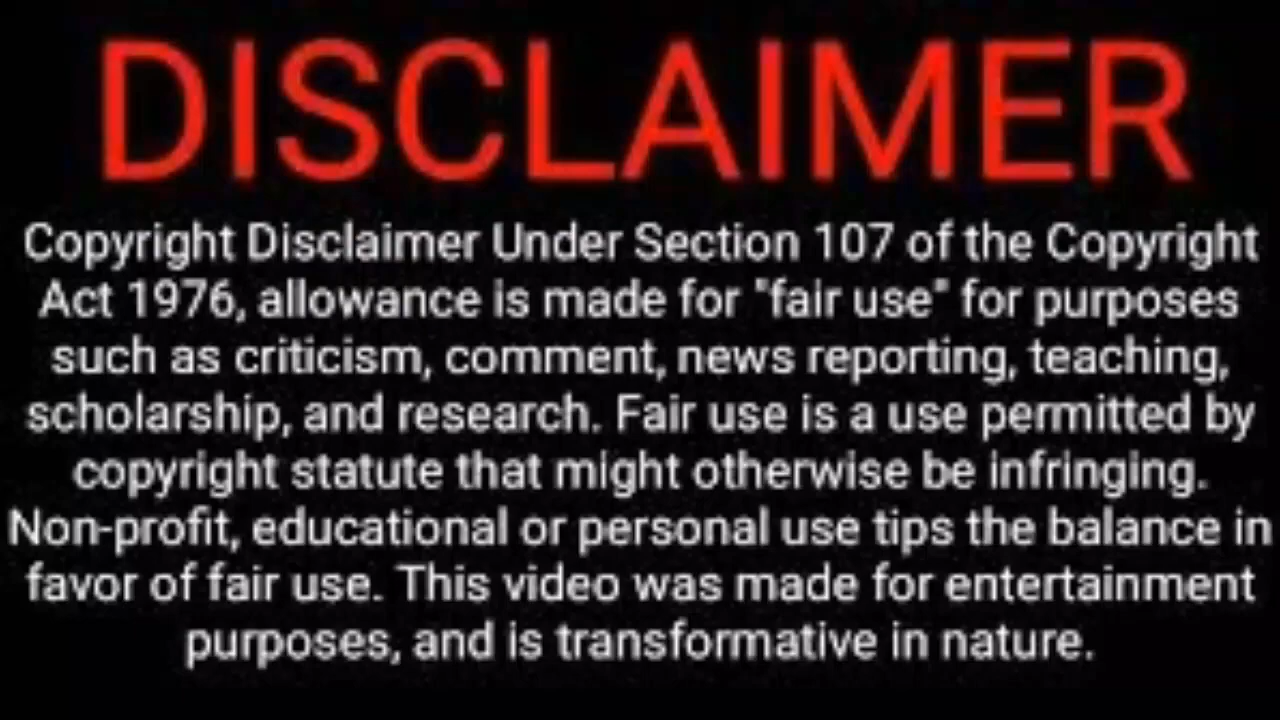 DISCLAIMER
Copyright Disclaimer Under Section 107 of the Copyright
Act 1976, allowance is made for "fair use" for purposes
such as criticism, comment, news reporting, teaching,
scholarship, and research. Fair use is a use permitted by
copyright statute that might otherwise be infringing.
Non-profit, educational or personal use tips the balance in
favor of fair use. This video was made for entertainment
purposes, and is transformative in nature.